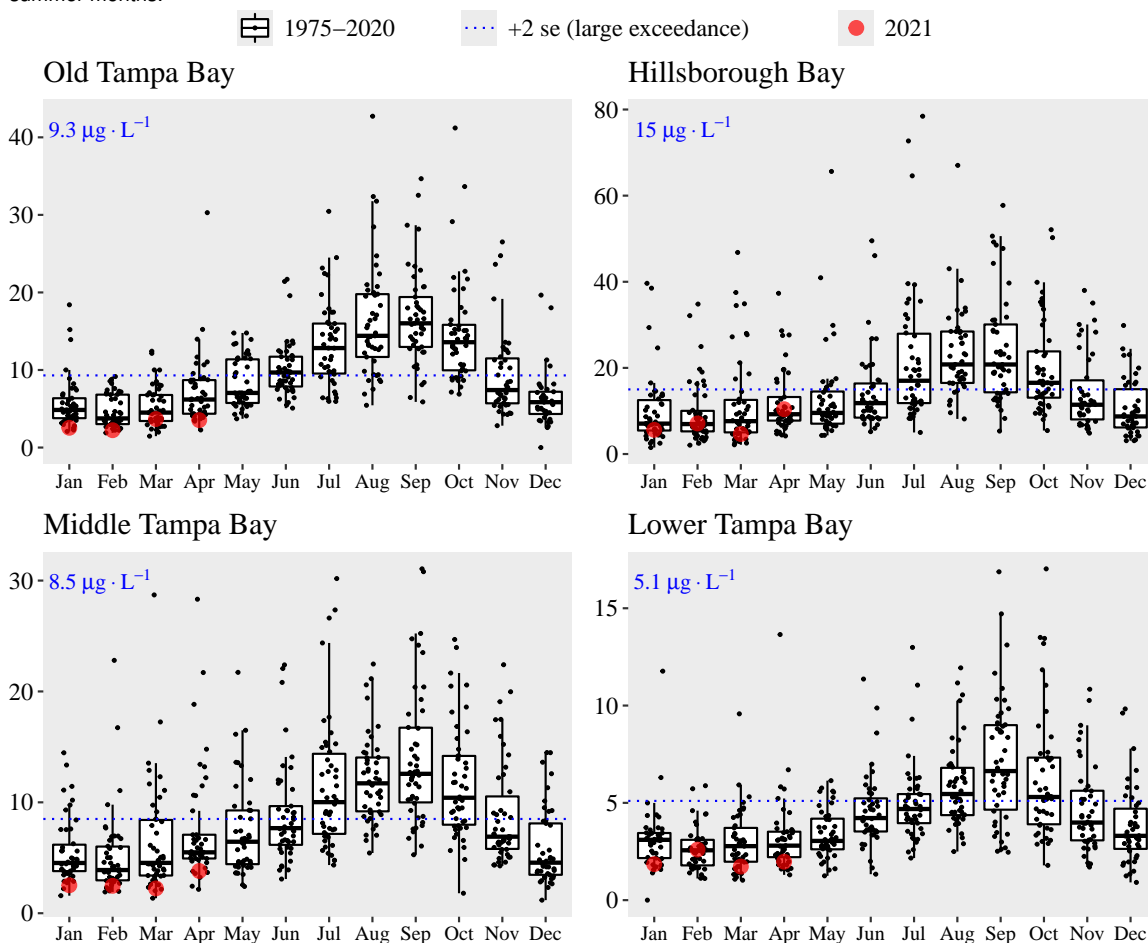 summer months.
1975−2020 +2 se (large exceedance) 2021
Old Tampa Bay
9.3 μg · L⁻¹
40
30
20
10
0
Jan Feb Mar Apr May Jun Jul Aug Sep Oct Nov Dec
Hillsborough Bay
15 μg · L⁻¹
80
60
40
20
0
Jan Feb Mar Apr May Jun Jul Aug Sep Oct Nov Dec
Middle Tampa Bay
8.5 μg · L⁻¹
30
20
10
0
Jan Feb Mar Apr May Jun Jul Aug Sep Oct Nov Dec
Lower Tampa Bay
5.1 μg · L⁻¹
15
10
5
0
Jan Feb Mar Apr May Jun Jul Aug Sep Oct Nov Dec